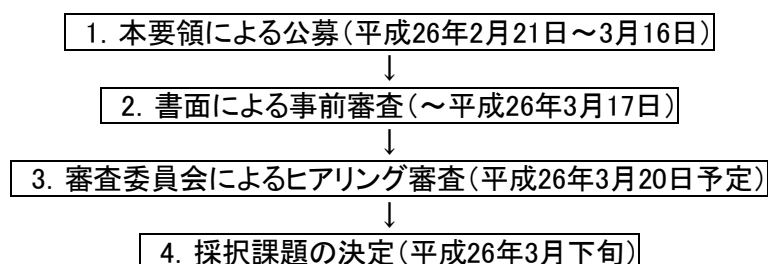 1. 本要領による公募(平成26年2月21日～3月16日)
↓
2. 書面による事前審査(～平成26年3月17日)
↓
3. 審査委員会によるヒアリング審査(平成26年3月20日予定)
↓
4. 採択課題の決定(平成26年3月下旬)